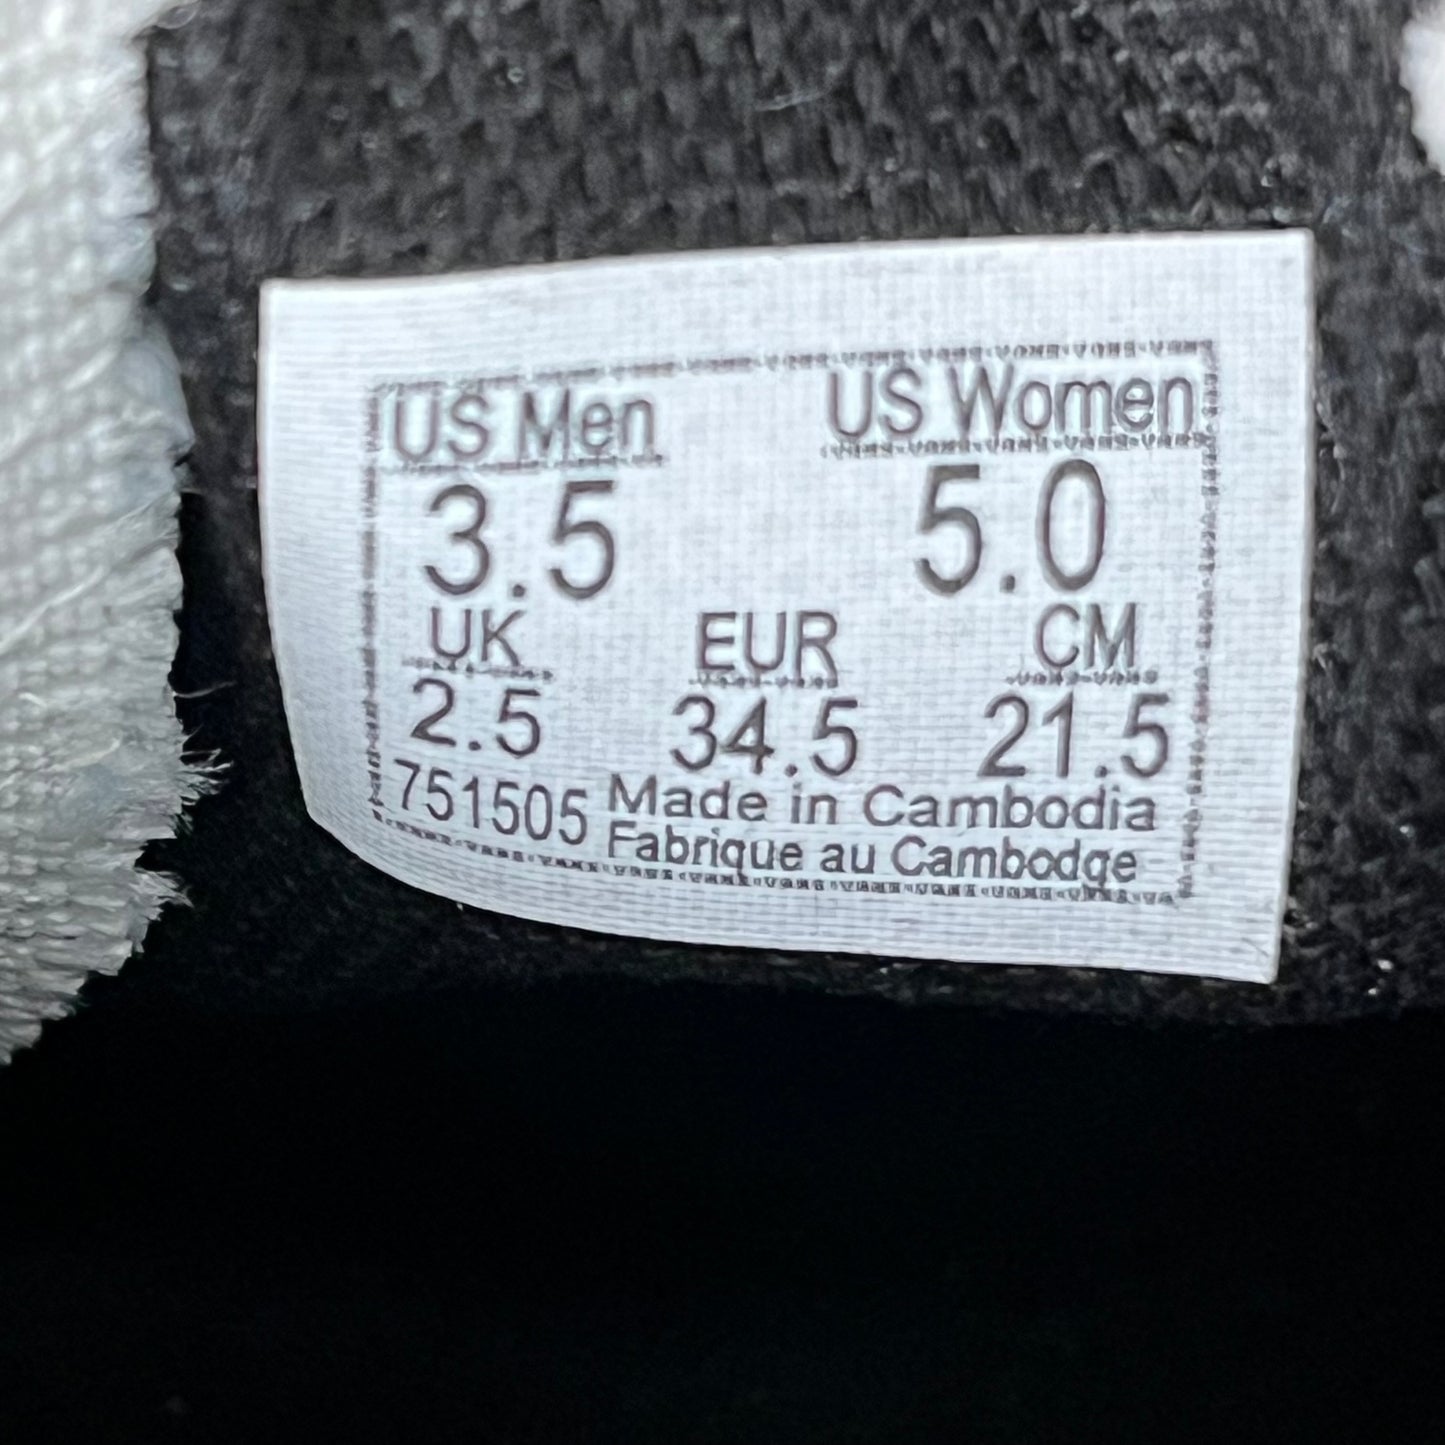 US Men US Women
3.5 5.0
UK EUR CM
2.5 34.5 21.5
751505 Made in Cambodia
Fabrique au Cambodge